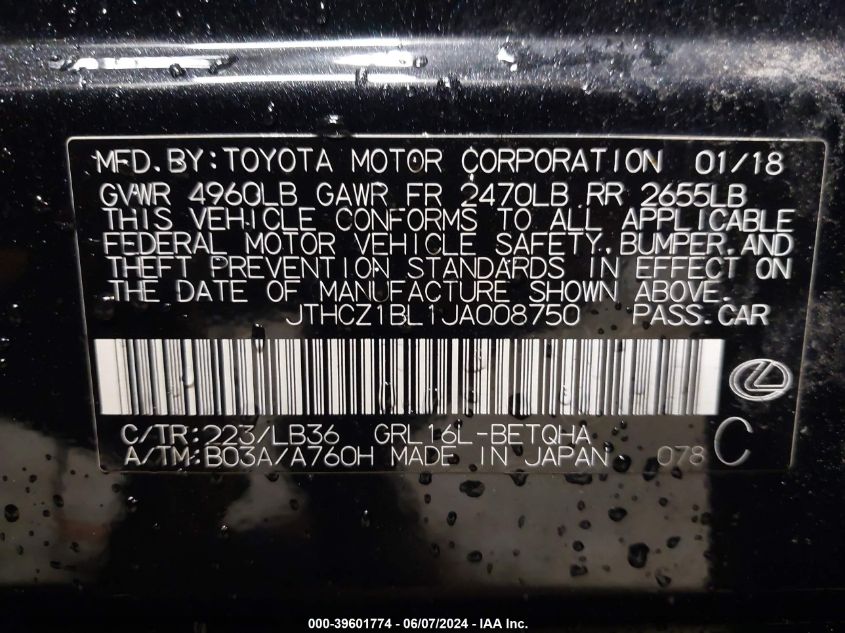 MFD.BY:TOYOTA MOTOR CORPORATION 01/18
GVWR 4960LB GAWR FR 2470LB RR 2655LB
THIS VEHICLE CONFORMS TO ALL APPLICABLE
FEDERAL MOTOR VEHICLE SAFETY,BUMPER,AND
THEFT PREVENTION STANDARDS IN EFFECT ON
THE DATE OF MANUFACTURE SHOWN ABOVE.
JTHCZ1BL1JA008750 PASS.CAR
C/TR:223/LB36 GRL16L-BETQHA C
A/TM:B03A/A760H MADE IN JAPAN 078
000-39601774 - 06/07/2024 - IAA Inc.